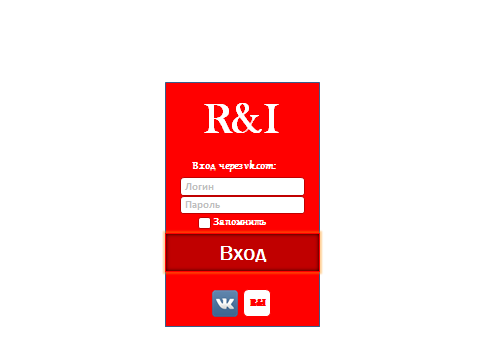 R&I
Вход через vk.com:
Логин
Пароль
Запомнить
Вход
R&I